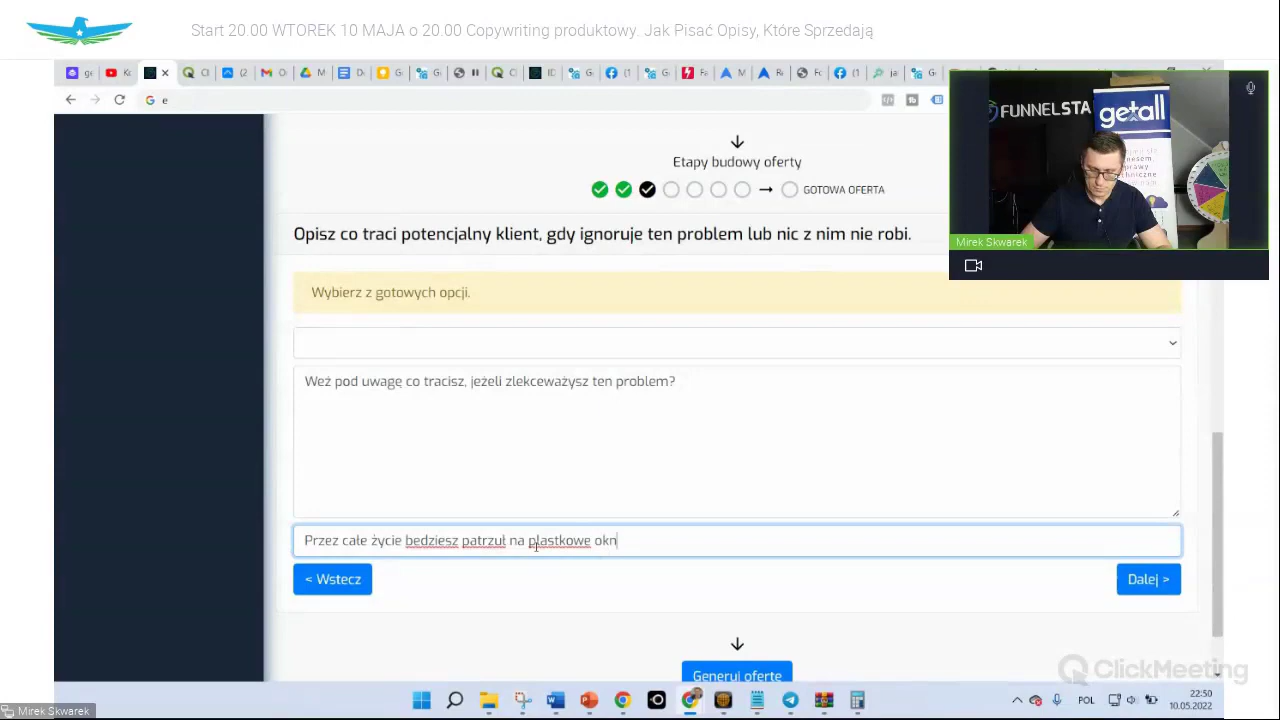 Start 20.00 WTOREK 10 MAJA o 20.00 Copywriting produktowy. Jak Pisać Opisy, Które Sprzedają
e
FUNNELSTA
getall
Mirek Skwarek
Etapy budowy oferty
GOTOWA OFERTA
Opisz co traci potencjalny klient, gdy ignoruje ten problem lub nic z nim nie robi.
Wybierz z gotowych opcji.
Weż pod uwagę co tracisz, jeżeli zlekceważysz ten problem?
Przez całe życie bedziesz patrzuł na plastkowe okn
< Wstecz
Dalej >
Generuj ofertę
ClickMeeting
POL
22:50
10.05.2022
Mirek Skwarek